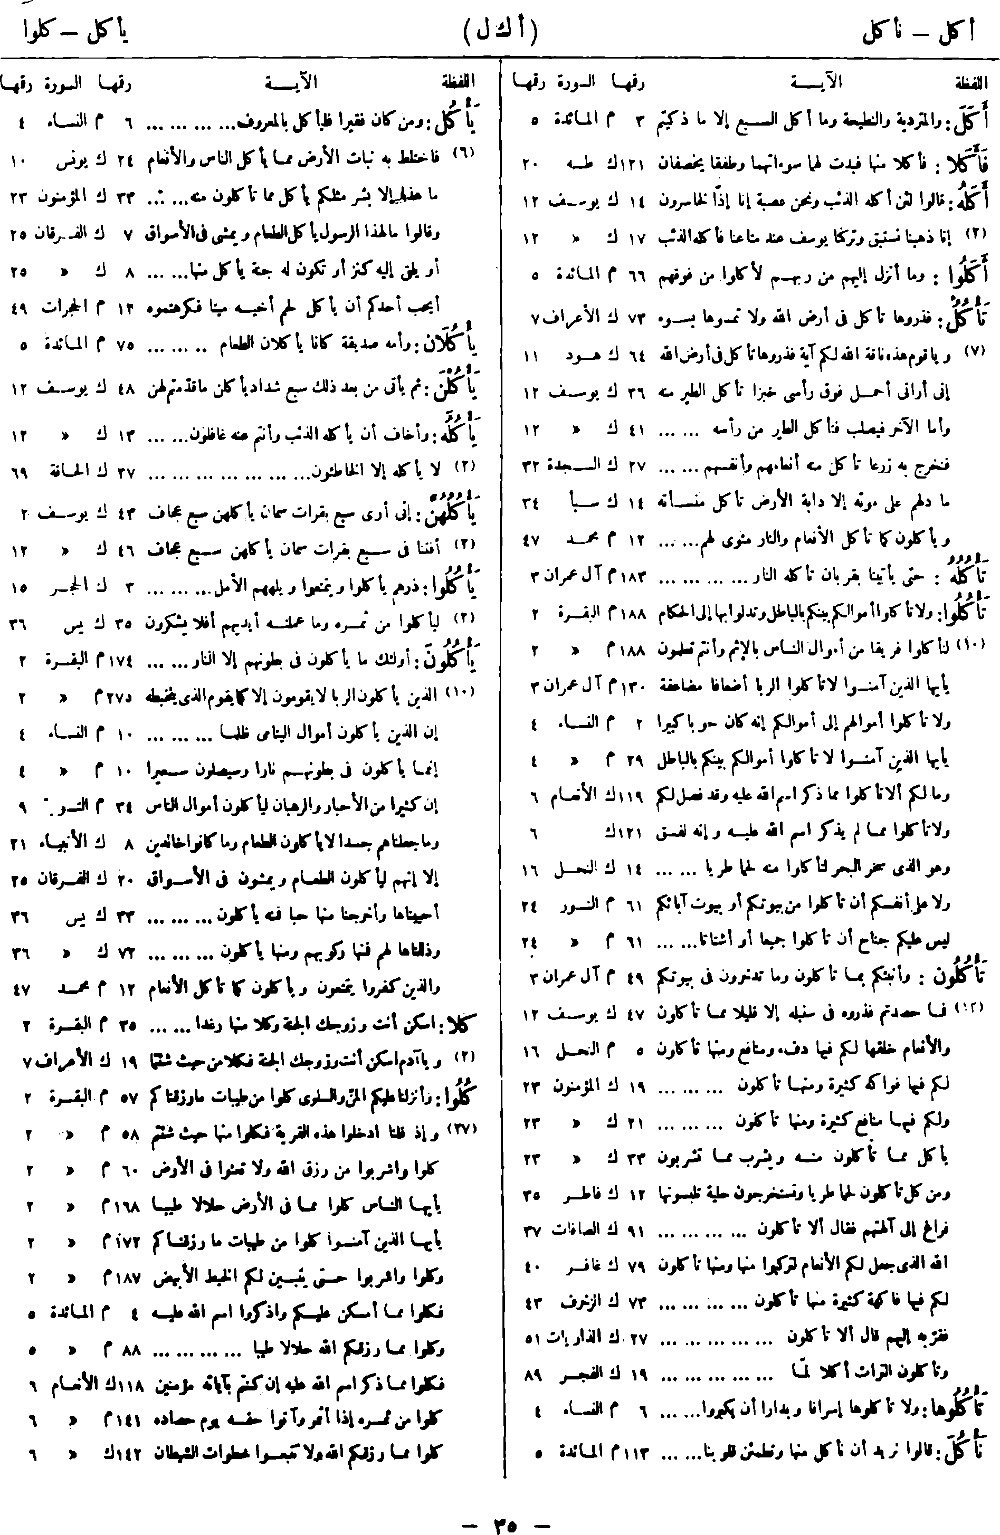 أكل – نأكل (أ ك ل) يأكل – كلوا
اللفظة الآيــة رقمها السورة رقمها
أَكَلَ: والمتردية والنطيحة وما أكل السبع إلا ما ذكيتم ٣ م المائدة ٥
فَأَكَلَا: فأكلا منها فبدت لهما سوءاتهما وطفقا يخصفان ١٢١ ك طه ٢٠
أَكَلَهُ: قالوا لئن أكله الذئب ونحن عصبة إنا إذاً لخاسرون ١٤ ك يوسف ١٢
(٢) إنا ذهبنا نستبق وتركنا يوسف عند متاعنا فأكله الذئب ١٧ ك « ١٢
أَكَلُوا: وما أنزل إليهم من ربهم لأكلوا من فوقهم ٦٦ م المائدة ٥
تَأْكُلُ: فذروها تأكل فى أرض الله ولا تمسوها بسوء ٧٣ ك الأعراف ٧
(٧) وياقوم هذه ناقة الله لكم آية فذروها تأكل فى أرض الله ٦٤ ك هود ١١
إنى أرانى أحمل فوق رأسى خبزا تأكل الطير منه ٣٦ ك يوسف ١٢
وأما الآخر فيصلب فتأكل الطير من رأسه ... ... ٤١ ك « ١٢
فنخرج به زرعا تأكل منه أنعامهم وأنفسهم ... ... ٢٧ ك السجدة ٣٢
ما دلهم على موته إلا دابة الأرض تأكل منسأته ١٤ ك سبأ ٣٤
ويأكلون كما تأكل الأنعام والنار مثوى لهم ... ... ١٢ م محمد ٤٧
تَأْكُلُهُ: حتى يأتينا بقربان تأكله النار ... ... ... ... ١٨٣ م آل عمران ٣
تَأْكُلُوا: ولا تأكلوا أموالكم بينكم بالباطل وتدلوا بها إلى الحكام ١٨٨ م البقرة ٢
(١٠) لتأكلوا فريقا من أموال الناس بالإثم وأنتم تعلمون ١٨٨ م « ٢
يأيها الذين آمنوا لا تأكلوا الربا أضعافا مضاعفة ١٣٠ م آل عمران ٣
ولا تأكلوا أموالهم إلى أموالكم إنه كان حوبا كبيرا ٢ م النساء ٤
يأيها الذين آمنوا لا تأكلوا أموالكم بينكم بالباطل ٢٩ م « ٤
وما لكم ألا تأكلوا مما ذكر اسم الله عليه وقد فصل لكم ١١٩ ك الأنعام ٦
ولا تأكلوا مما لم يذكر اسم الله عليه وإنه لفسق ١٢١ ك ٦
وهو الذى سخر البحر لتأكلوا منه لحما طريا ... ... ١٤ ك النحل ١٦
ولا على أنفسكم أن تأكلوا من بيوتكم أو بيوت آبائكم ٦١ م النور ٢٤
ليس عليكم جناح أن تأكلوا جميعا أو أشتاتا ... ... ٦١ م « ٢٤
تَأْكُلُونَ: وأنبئكم بما تأكلون وما تدخرون فى بيوتكم ٤٩ م آل عمران ٣
(١٢) فما حصدتم فذروه فى سنبله إلا قليلا مما تأكلون ٤٧ ك يوسف ١٢
والأنعام خلقها لكم فيها دفء ومنافع ومنها تأكلون ٥ م النحل ١٦
لكم فيها فواكه كثيرة ومنها تأكلون ... ... ... ١٩ ك المؤمنون ٢٣
ولكم فيها منافع كثيرة ومنها تأكلون ... ... ... ٢١ ك « ٢٣
يأكل مما تأكلون منه ويشرب مما تشربون ٣٣ ك « ٢٣
ومن كل تأكلون لحما طريا وتستخرجون حلية تلبسونها ١٢ ك فاطر ٣٥
فراغ إلى آلهتهم فقال ألا تأكلون ... ... ... ... ٩١ ك الصافات ٣٧
الله الذى جعل لكم الأنعام لتركبوا منها ومنها تأكلون ٧٩ ك غافر ٤٠
لكم فيها فاكهة كثيرة منها تأكلون ... ... ... ... ٧٣ ك الزخرف ٤٣
فقربه إليهم قال ألا تأكلون ... ... ... ... ... ٢٧ ك الذاريات ٥١
وتأكلون التراث أكلا لمّا ... ... ... ... ... ... ١٩ ك الفجر ٨٩
تَأْكُلُوها: ولا تأكلوها إسرافا وبدارا أن يكبروا ... ... ٦ م النساء ٤
نَأْكُلَ: قالوا نريد أن نأكل منها وتطمئن قلوبنا ... ... ١١٣ م المائدة ٥
اللفظة الآيــة رقمها السورة رقمها
يَأْكُلُ: ومن كان فقيرا فليأكل بالمعروف ... ... ... ... ٦ م النساء ٤
(٦) فاختلط به نبات الأرض مما يأكل الناس والأنعام ٢٤ ك يونس ١٠
ما هذا إلا بشر مثلكم يأكل مما تأكلون منه ... ... ٣٣ ك المؤمنون ٢٣
وقالوا مال هذا الرسول يأكل الطعام ويمشى فى الأسواق ٧ ك الفرقان ٢٥
أو يلقى إليه كنز أو تكون له جنة يأكل منها ... ... ٨ ك « ٢٥
أيحب أحدكم أن يأكل لحم أخيه ميتا فكرهتموه ١٢ م الحجرات ٤٩
يَأْكُلَانِ: وأمه صديقة كانا يأكلان الطعام ... ... ... ٧٥ م المائدة ٥
يَأْكُلْنَ: ثم يأتى من بعد ذلك سبع شداد يأكلن ما قدمتم لهن ٤٨ ك يوسف ١٢
يَأْكُلَهُ: وأخاف أن يأكله الذئب وأنتم عنه غافلون ... ... ١٣ ك « ١٢
(٢) لا يأكله إلا الخاطئون ... ... ... ... ... ... ... ٣٧ ك الحاقة ٦٩
يَأْكُلُهُنَّ: إنى أرى سبع بقرات سمان يأكلهن سبع عجاف ٤٣ ك يوسف ٢
(٢) أفتنا فى سبع بقرات سمان يأكلهن سبع عجاف ٤٦ ك « ١٢
يَأْكُلُوا: ذرهم يأكلوا ويتمتعوا ويلههم الأمل ... ... ... ٣ ك الحجر ١٥
(٢) ليأكلوا من ثمره وما عملته أيديهم أفلا يشكرون ٣٥ ك يس ٣٦
يَأْكُلُونَ: أولئك ما يأكلون فى بطونهم إلا النار ... ... ١٧٤ م البقرة ٢
(١٠) الذين يأكلون الربا لا يقومون إلا كما يقوم الذى يتخبطه ٢٧٥ م « ٢
إن الذين يأكلون أموال اليتامى ظلما ... ... ... ١٠ م النساء ٤
إنما يأكلون فى بطونهم نارا وسيصلون سعيرا ١٠ م « ٤
إن كثيرا من الأحبار والرهبان ليأكلون أموال الناس ٣٤ م ٩
وما جعلناهم جسدا لا يأكلون الطعام وما كانوا خالدين ٨ ك الأنبياء ٢١
إلا إنهم ليأكلون الطعام ويمشون فى الأسواق ٢٠ ك الفرقان ٢٥
أحييناها وأخرجنا منها حبا فمنه يأكلون ... ... ... ٣٣ ك يس ٣٦
وذللناها لهم فمنها ركوبهم ومنها يأكلون ... ... ... ٧٢ ك « ٣٦
والذين كفروا يتمتعون ويأكلون كما تأكل الأنعام ١٢ م محمد ٤٧
كُلَا: اسكن أنت وزوجك الجنة وكلا منها رغدا ... ... ٣٥ م البقرة ٢
(٢) ويا آدم اسكن أنت وزوجك الجنة فكلا من حيث شئتما ١٩ ك الأعراف ٧
كُلُوا: وأنزلنا عليكم المن والسلوى كلوا من طيبات ما رزقناكم ٥٧ م البقرة ٢
(٢٧) وإذ قلنا ادخلوا هذه القرية فكلوا منها حيث شئتم ٥٨ م « ٢
كلوا واشربوا من رزق الله ولا تعثوا فى الأرض ٦٠ م « ٢
يأيها الناس كلوا مما فى الأرض حلالا طيبا ١٦٨ م « ٢
يأيها الذين آمنوا كلوا من طيبات ما رزقناكم ١٧٢ م « ٢
وكلوا واشربوا حتى يتبين لكم الخيط الأبيض ١٨٧ م « ٢
فكلوا مما أمسكن عليكم واذكروا اسم الله عليه ٤ م المائدة ٥
وكلوا مما رزقكم الله حلالا طيبا ... ... ... ... ٨٨ م « ٥
فكلوا مما ذكر اسم الله عليه إن كنتم بآياته مؤمنين ١١٨ ك الأنعام ٦
كلوا من ثمره إذا أثمر وآتوا حقه يوم حصاده ١٤١ م « ٦
كلوا مما رزقكم الله ولا تتبعوا خطوات الشيطان ١٤٢ ك « ٦
– ٣٥ –